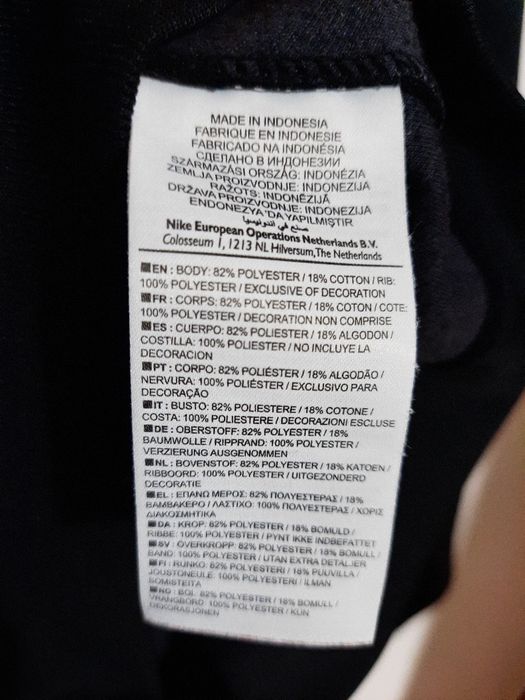 MADE IN INDONESIA
FABRIQUE EN INDONESIE
FABRICADO NA INDONÉSIA
СДЕЛАНО В ИНДОНЕЗИИ
SZÁRMAZÁSI ORSZÁG: INDONÉZIA
ZEMLJA PROIZVODNJE: INDONEZIJA
RAŽOTS: INDONĒZIJĀ
DRŽAVA PROIZVODNJE: INDONEZIJA
ENDONEZYA'DA YAPILMIŞTIR
صنع في اندونيسيا
Nike European Operations Netherlands B.V.
Colosseum 1, 1213 NL Hilversum, The Netherlands
EN : BODY: 82% POLYESTER / 18% COTTON / RIB:
100% POLYESTER / EXCLUSIVE OF DECORATION
FR : CORPS: 82% POLYESTER / 18% COTON / COTE:
100% POLYESTER / DECORATION NON COMPRISE
ES : CUERPO: 82% POLIESTER / 18% ALGODON /
COSTILLA: 100% POLIESTER / NO INCLUYE LA
DECORACION
PT : CORPO: 82% POLIÉSTER / 18% ALGODÃO /
NERVURA: 100% POLIÉSTER / EXCLUSIVO PARA
DECORAÇÃO
IT : BUSTO: 82% POLIESTERE / 18% COTONE /
COSTA: 100% POLIESTERE / DECORAZIONI ESCLUSE
DE : OBERSTOFF: 82% POLYESTER / 18%
BAUMWOLLE / RIPPRAND: 100% POLYESTER /
VERZIERUNG AUSGENOMMEN
NL : BOVENSTOF: 82% POLYESTER / 18% KATOEN /
RIBBOORD: 100% POLYESTER / UITGEZONDERD
DECORATIE
EL : ΕΠΑΝΩ ΜΕΡΟΣ: 82% ΠΟΛΥΕΣΤΕΡΑΣ / 18%
ΒΑΜΒΑΚΕΡΟ / ΛΑΣΤΙΧΟ: 100% ΠΟΛΥΕΣΤΕΡΑΣ / ΧΩΡΙΣ
ΔΙΑΚΟΣΜΗΤΙΚΑ
DA : KROP: 82% POLYESTER / 18% BOMULD /
RIBBE: 100% POLYESTER / PYNT IKKE INDBEFATTET
SV : ÖVERKROPP: 82% POLYESTER / 18% BOMULL /
BAND: 100% POLYESTER / UTAN EXTRA DETALJER
FI : RUNKO: 82% POLYESTERI / 18% PUUVILLA /
JOUSTONEULE: 100% POLYESTERI / ILMAN
SOMISTEITA
NO : BOL: 82% POLYESTER / 18% BOMULL /
VRANGBORD: 100% POLYESTER / KUN
DEKORASJONEN